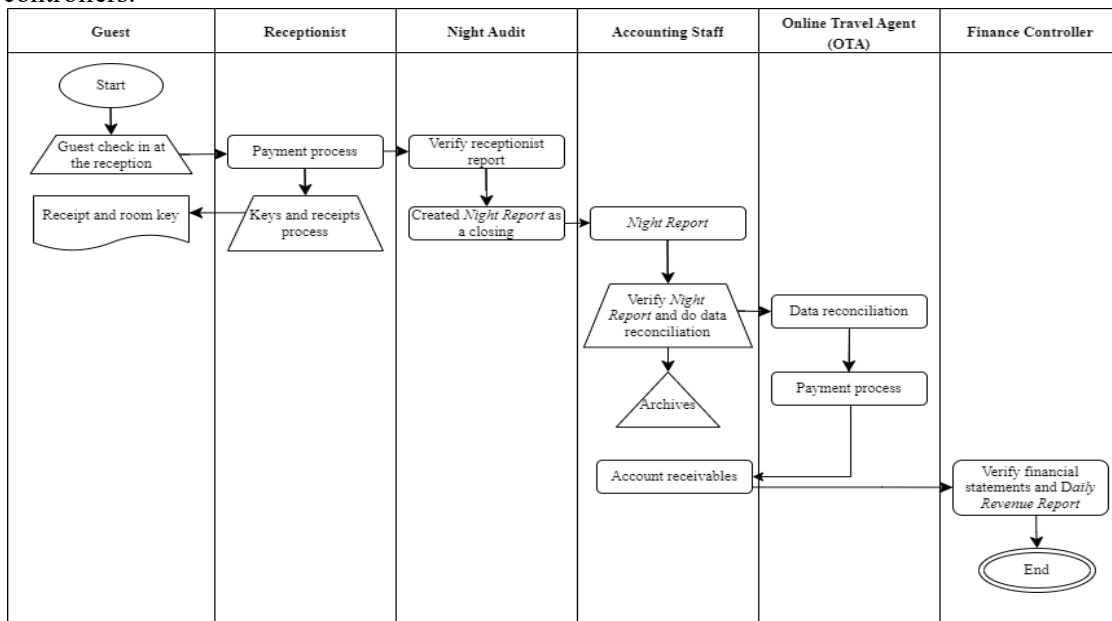 controllers.
Guest
Receptionist
Night Audit
Accounting Staff
Online Travel Agent
(OTA)
Finance Controller
Start
Guest check in at
the reception
Payment process
Verify receptionist
report
Receipt and room key
Keys and receipts
process
Created Night Report as
a closing
Night Report
Verify Night
Report and do data
reconciliation
Data reconciliation
Archives
Payment process
Account receivables
Verify financial
statements and Daily
Revenue Report
End